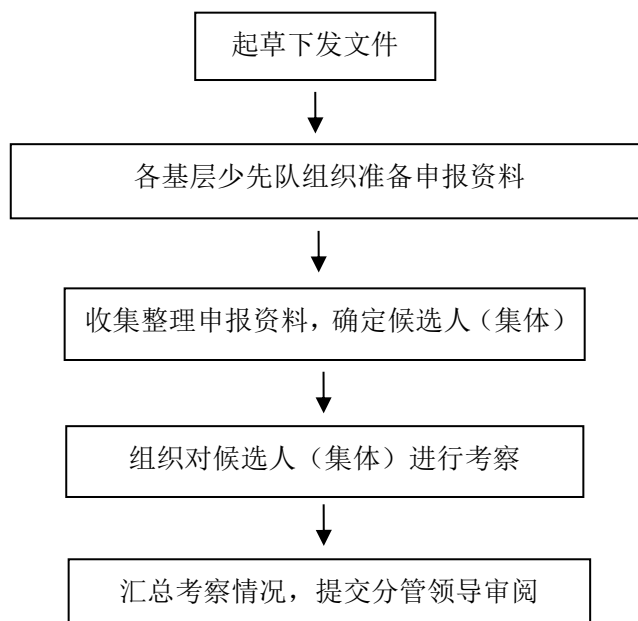 起草下发文件
各基层少先队组织准备申报资料
收集整理申报资料，确定候选人（集体）
组织对候选人（集体）进行考察
汇总考察情况，提交分管领导审阅